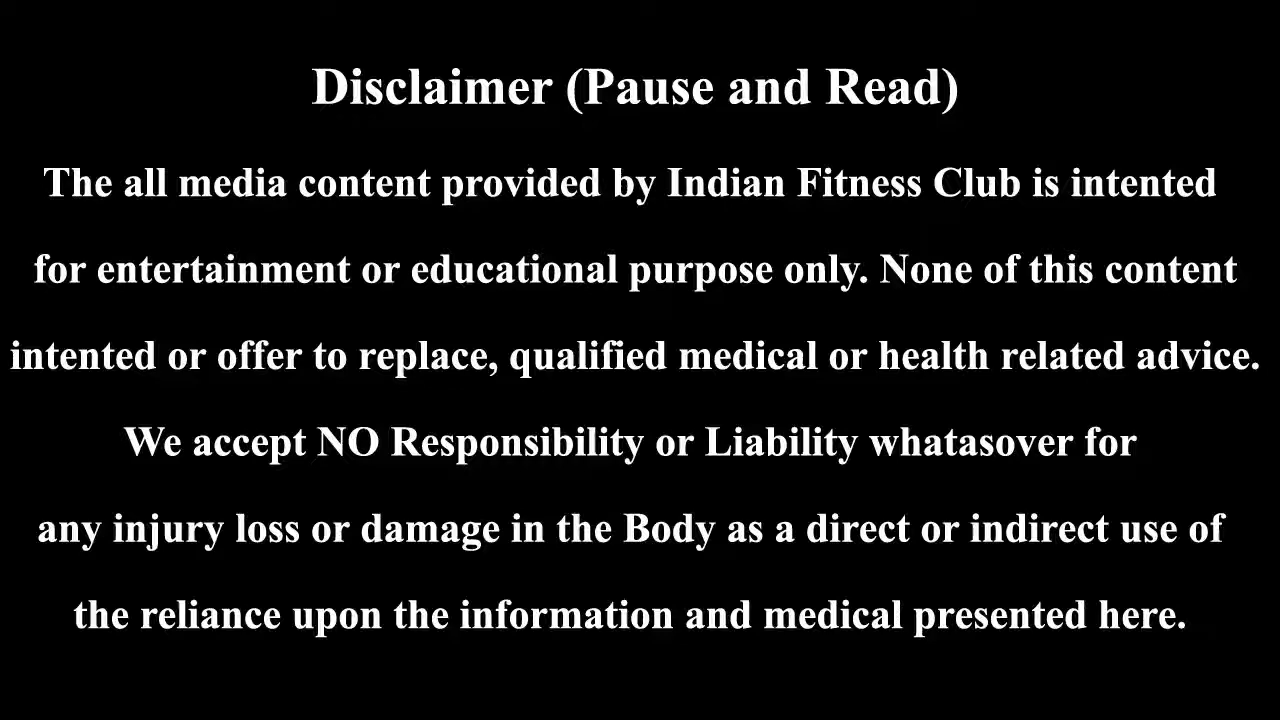 Disclaimer (Pause and Read)
The all media content provided by Indian Fitness Club is intented
for entertainment or educational purpose only. None of this content
intented or offer to replace, qualified medical or health related advice.
We accept NO Responsibility or Liability whatasover for
any injury loss or damage in the Body as a direct or indirect use of
the reliance upon the information and medical presented here.